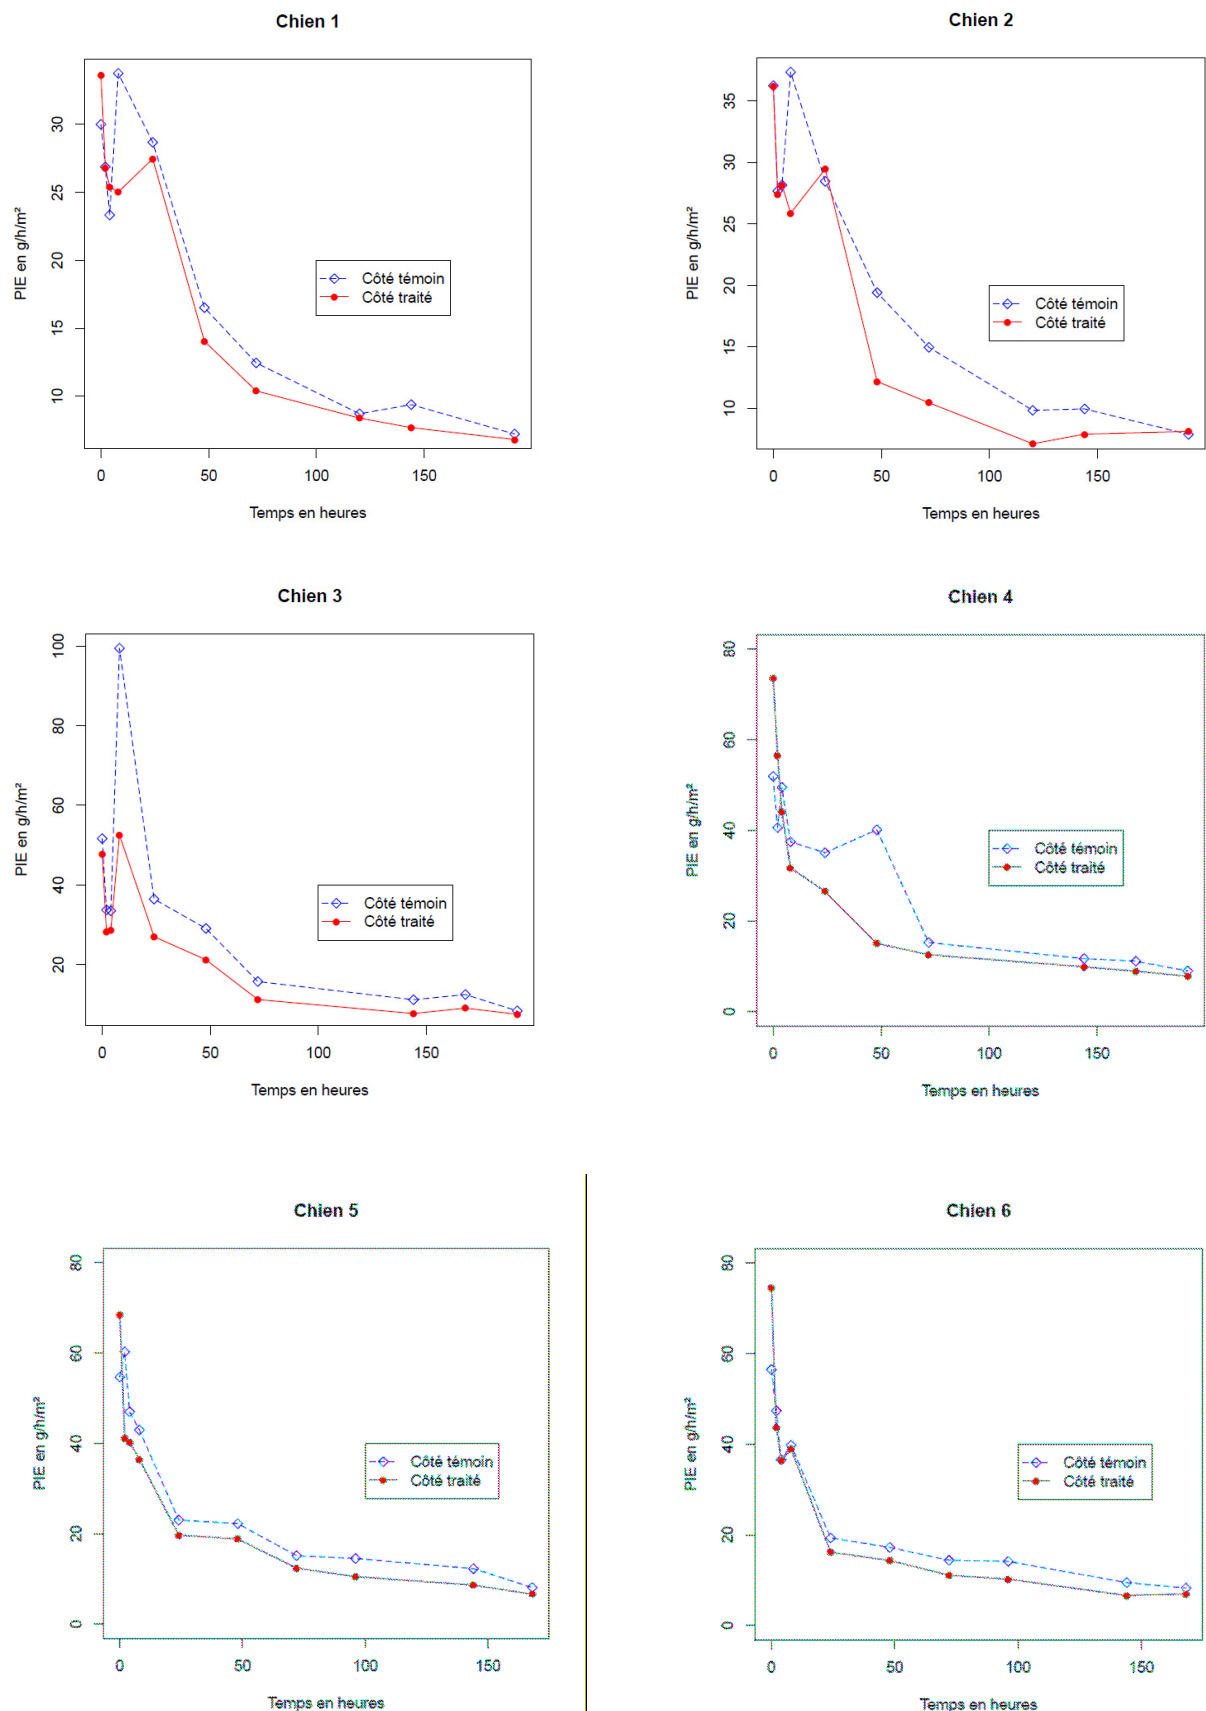 Chien 1
PIE en g/h/m²
30
25
20
15
10
Côté témoin
Côté traité
0
50
100
150
Temps en heures
Chien 2
PIE en g/h/m²
35
30
25
20
15
10
Côté témoin
Côté traité
0
50
100
150
Temps en heures
Chien 3
PIE en g/h/m²
100
80
60
40
20
Côté témoin
Côté traité
0
50
100
150
Temps en heures
Chien 4
PIE en g/h/m²
80
60
40
20
0
Côté témoin
Côté traité
0
50
100
150
Temps en heures
Chien 5
PIE en g/h/m²
80
60
40
20
0
Côté témoin
Côté traité
0
50
100
150
Temps en heures
Chien 6
PIE en g/h/m²
80
60
40
20
0
Côté témoin
Côté traité
0
50
100
150
Temps en heures